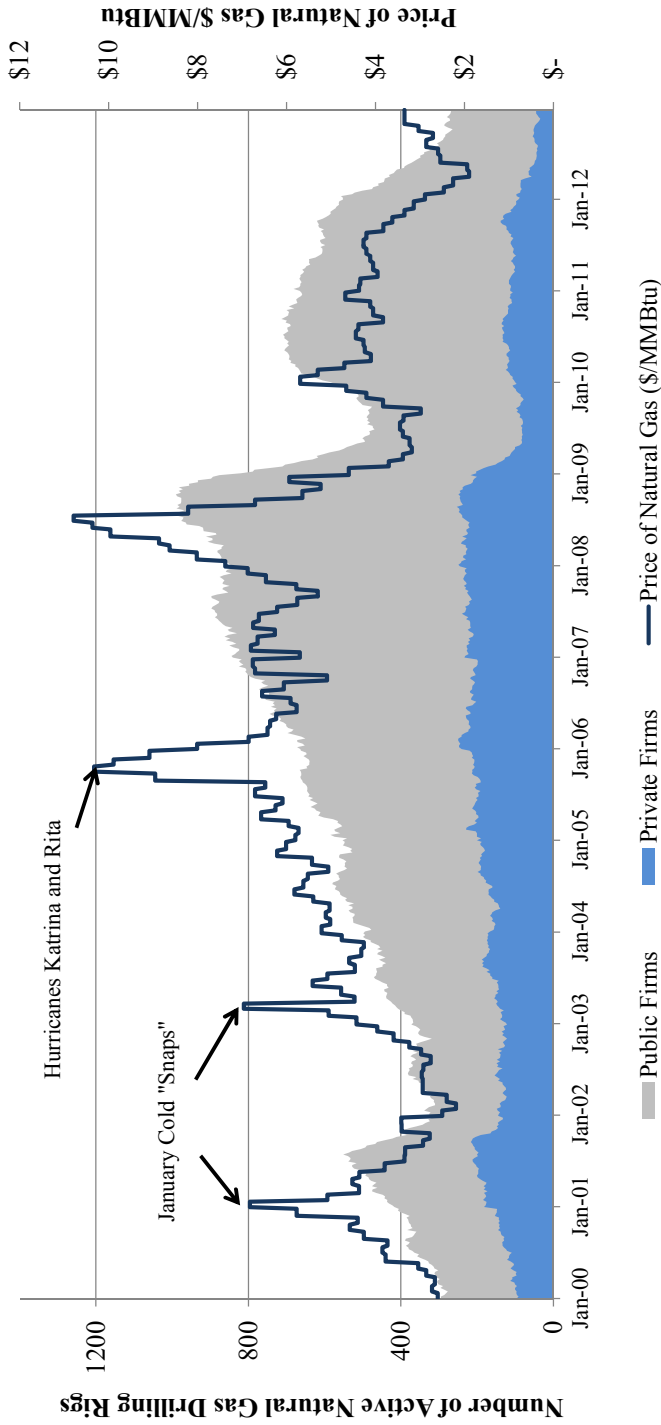 Hurricanes Katrina and Rita
January Cold "Snaps"
Number of Active Natural Gas Drilling Rigs
1200
800
400
0
Price of Natural Gas $/MMBtu
$12
$10
$8
$6
$4
$2
$-
Jan-00
Jan-01
Jan-02
Jan-03
Jan-04
Jan-05
Jan-06
Jan-07
Jan-08
Jan-09
Jan-10
Jan-11
Jan-12
Public Firms
Private Firms
Price of Natural Gas ($/MMBtu)